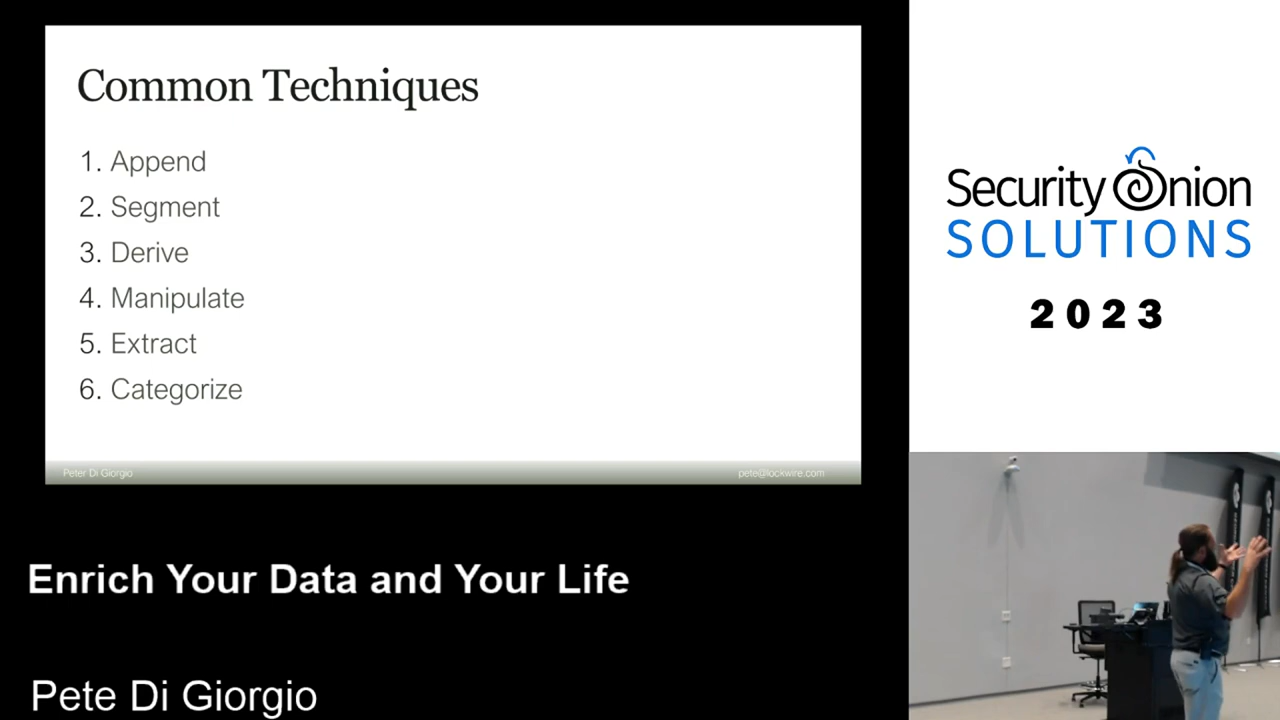 Common Techniques
1. Append
2. Segment
3. Derive
4. Manipulate
5. Extract
6. Categorize
Peter Di Giorgio
pete@lockwire.com
Enrich Your Data and Your Life
Pete Di Giorgio
Security Onion
SOLUTIONS
2023